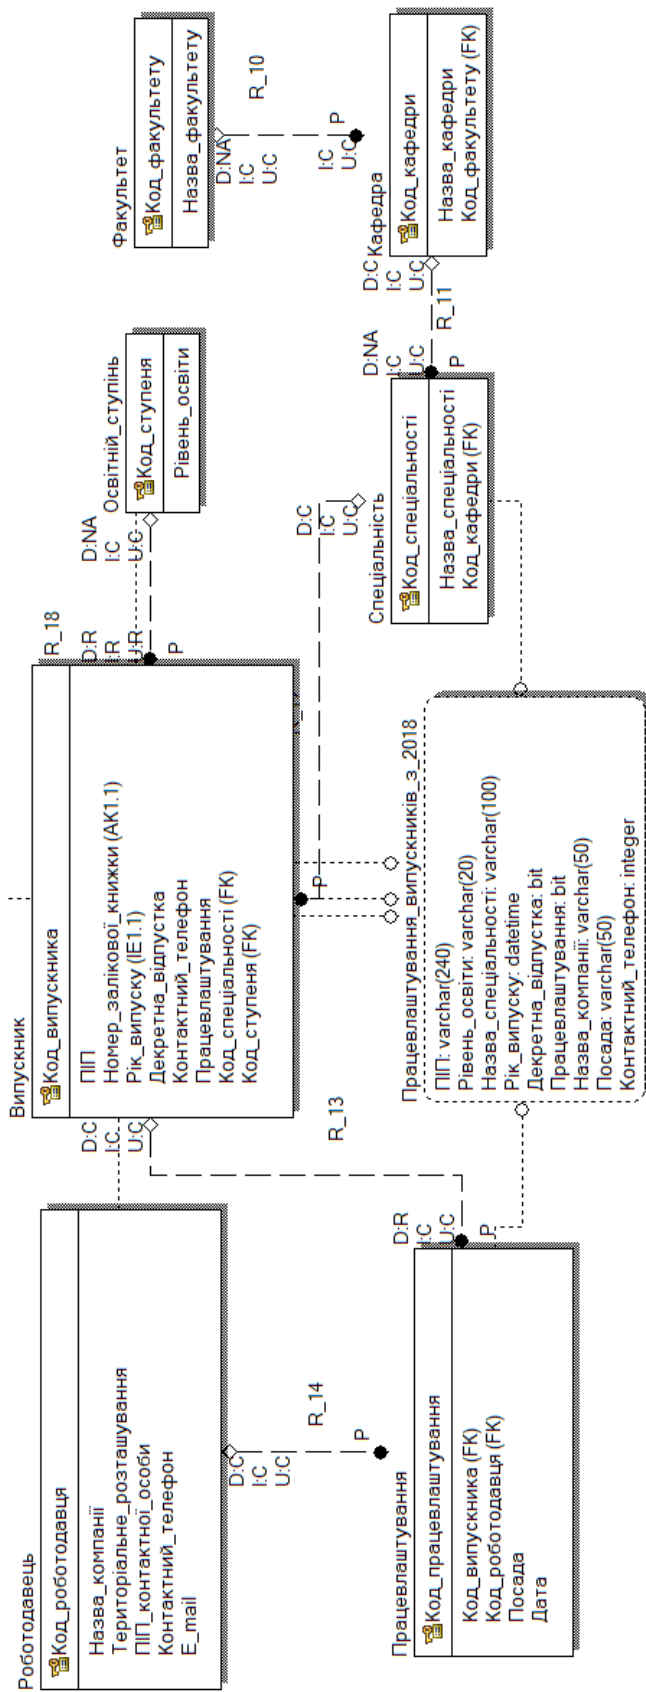 Факультет
Код_факультету
Назва_факультету
D:NA
I:C
U:C
R_10
I:C
U:C
P
Кафедра
Код_кафедри
Назва_кафедри
Код_факультету (FK)
D:C
I:C
U:C
R_11
D:NA
I:C
U:C
P
Освітній_ступінь
Код_ступеня
Рівень_освіти
D:NA
I:C
U:C
Спеціальність
Код_спеціальності
Назва_спеціальності
Код_кафедри (FK)
D:C
I:C
U:C
R_18
D:R
I:R
U:R
P
Випускник
Код_випускника
ПІП
Номер_залікової_книжки (AK1.1)
Рік_випуску (IE1.1)
Декретна_відпустка
Контактний_телефон
Працевлаштування
Код_спеціальності (FK)
Код_ступеня (FK)
P
D:C
I:C
U:C
R_13
Працевлаштування_випускників_з_2018
ПІП: varchar(240)
Рівень_освіти: varchar(20)
Назва_спеціальності: varchar(100)
Рік_випуску: datetime
Декретна_відпустка: bit
Працевлаштування: bit
Назва_компанії: varchar(50)
Посада: varchar(50)
Контактний_телефон: integer
Роботодавець
Код_роботодавця
Назва_компанії
Територіальне_розташування
ПІП_контактної_особи
Контактний_телефон
E_mail
D:C
I:C
U:C
R_14
P
D:R
I:C
U:C
P
Працевлаштування
Код_працевлаштування
Код_випускника (FK)
Код_роботодавця (FK)
Посада
Дата